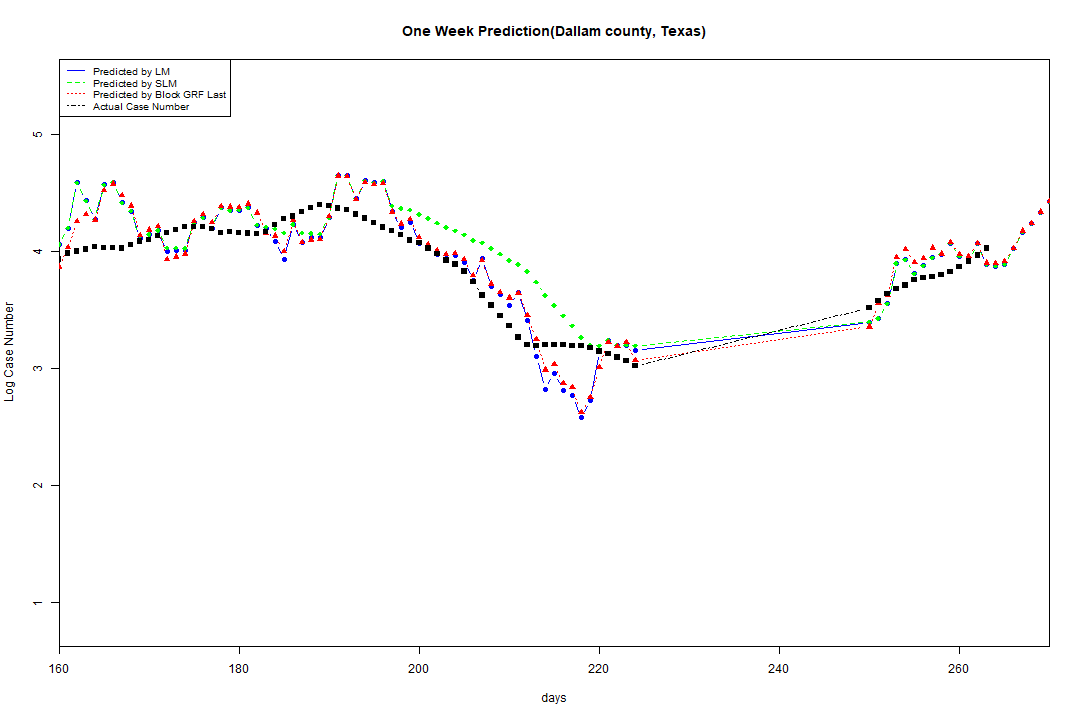 One Week Prediction(Dallam county, Texas)
Predicted by LM
Predicted by SLM
Predicted by Block GRF Last
Actual Case Number
5
4
3
2
1
Log Case Number
160 180 200 220 240 260
days